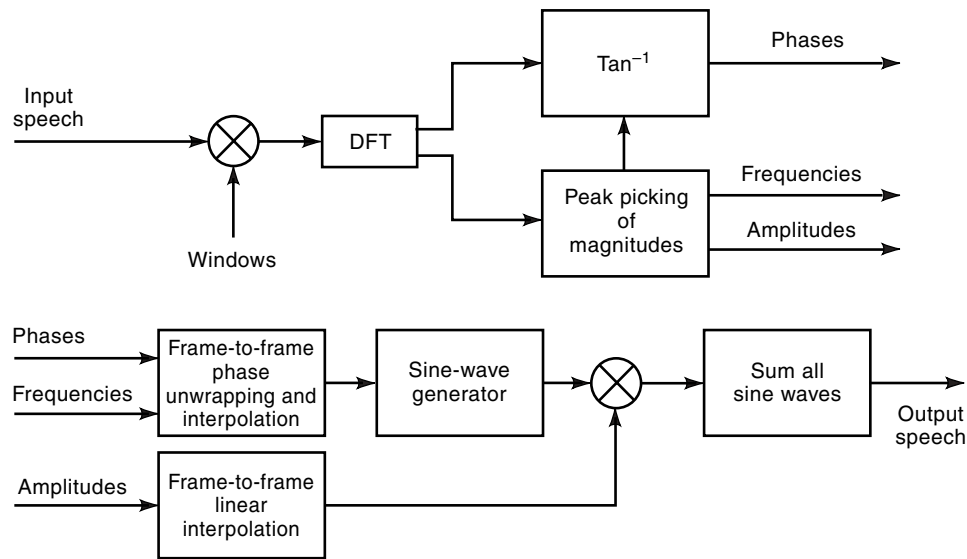 Input
speech
Windows
DFT
Tan⁻¹
Phases
Peak picking
of
magnitudes
Frequencies
Amplitudes
Phases
Frequencies
Frame-to-frame
phase
unwrapping and
interpolation
Sine-wave
generator
Sum all
sine waves
Output
speech
Amplitudes
Frame-to-frame
linear
interpolation